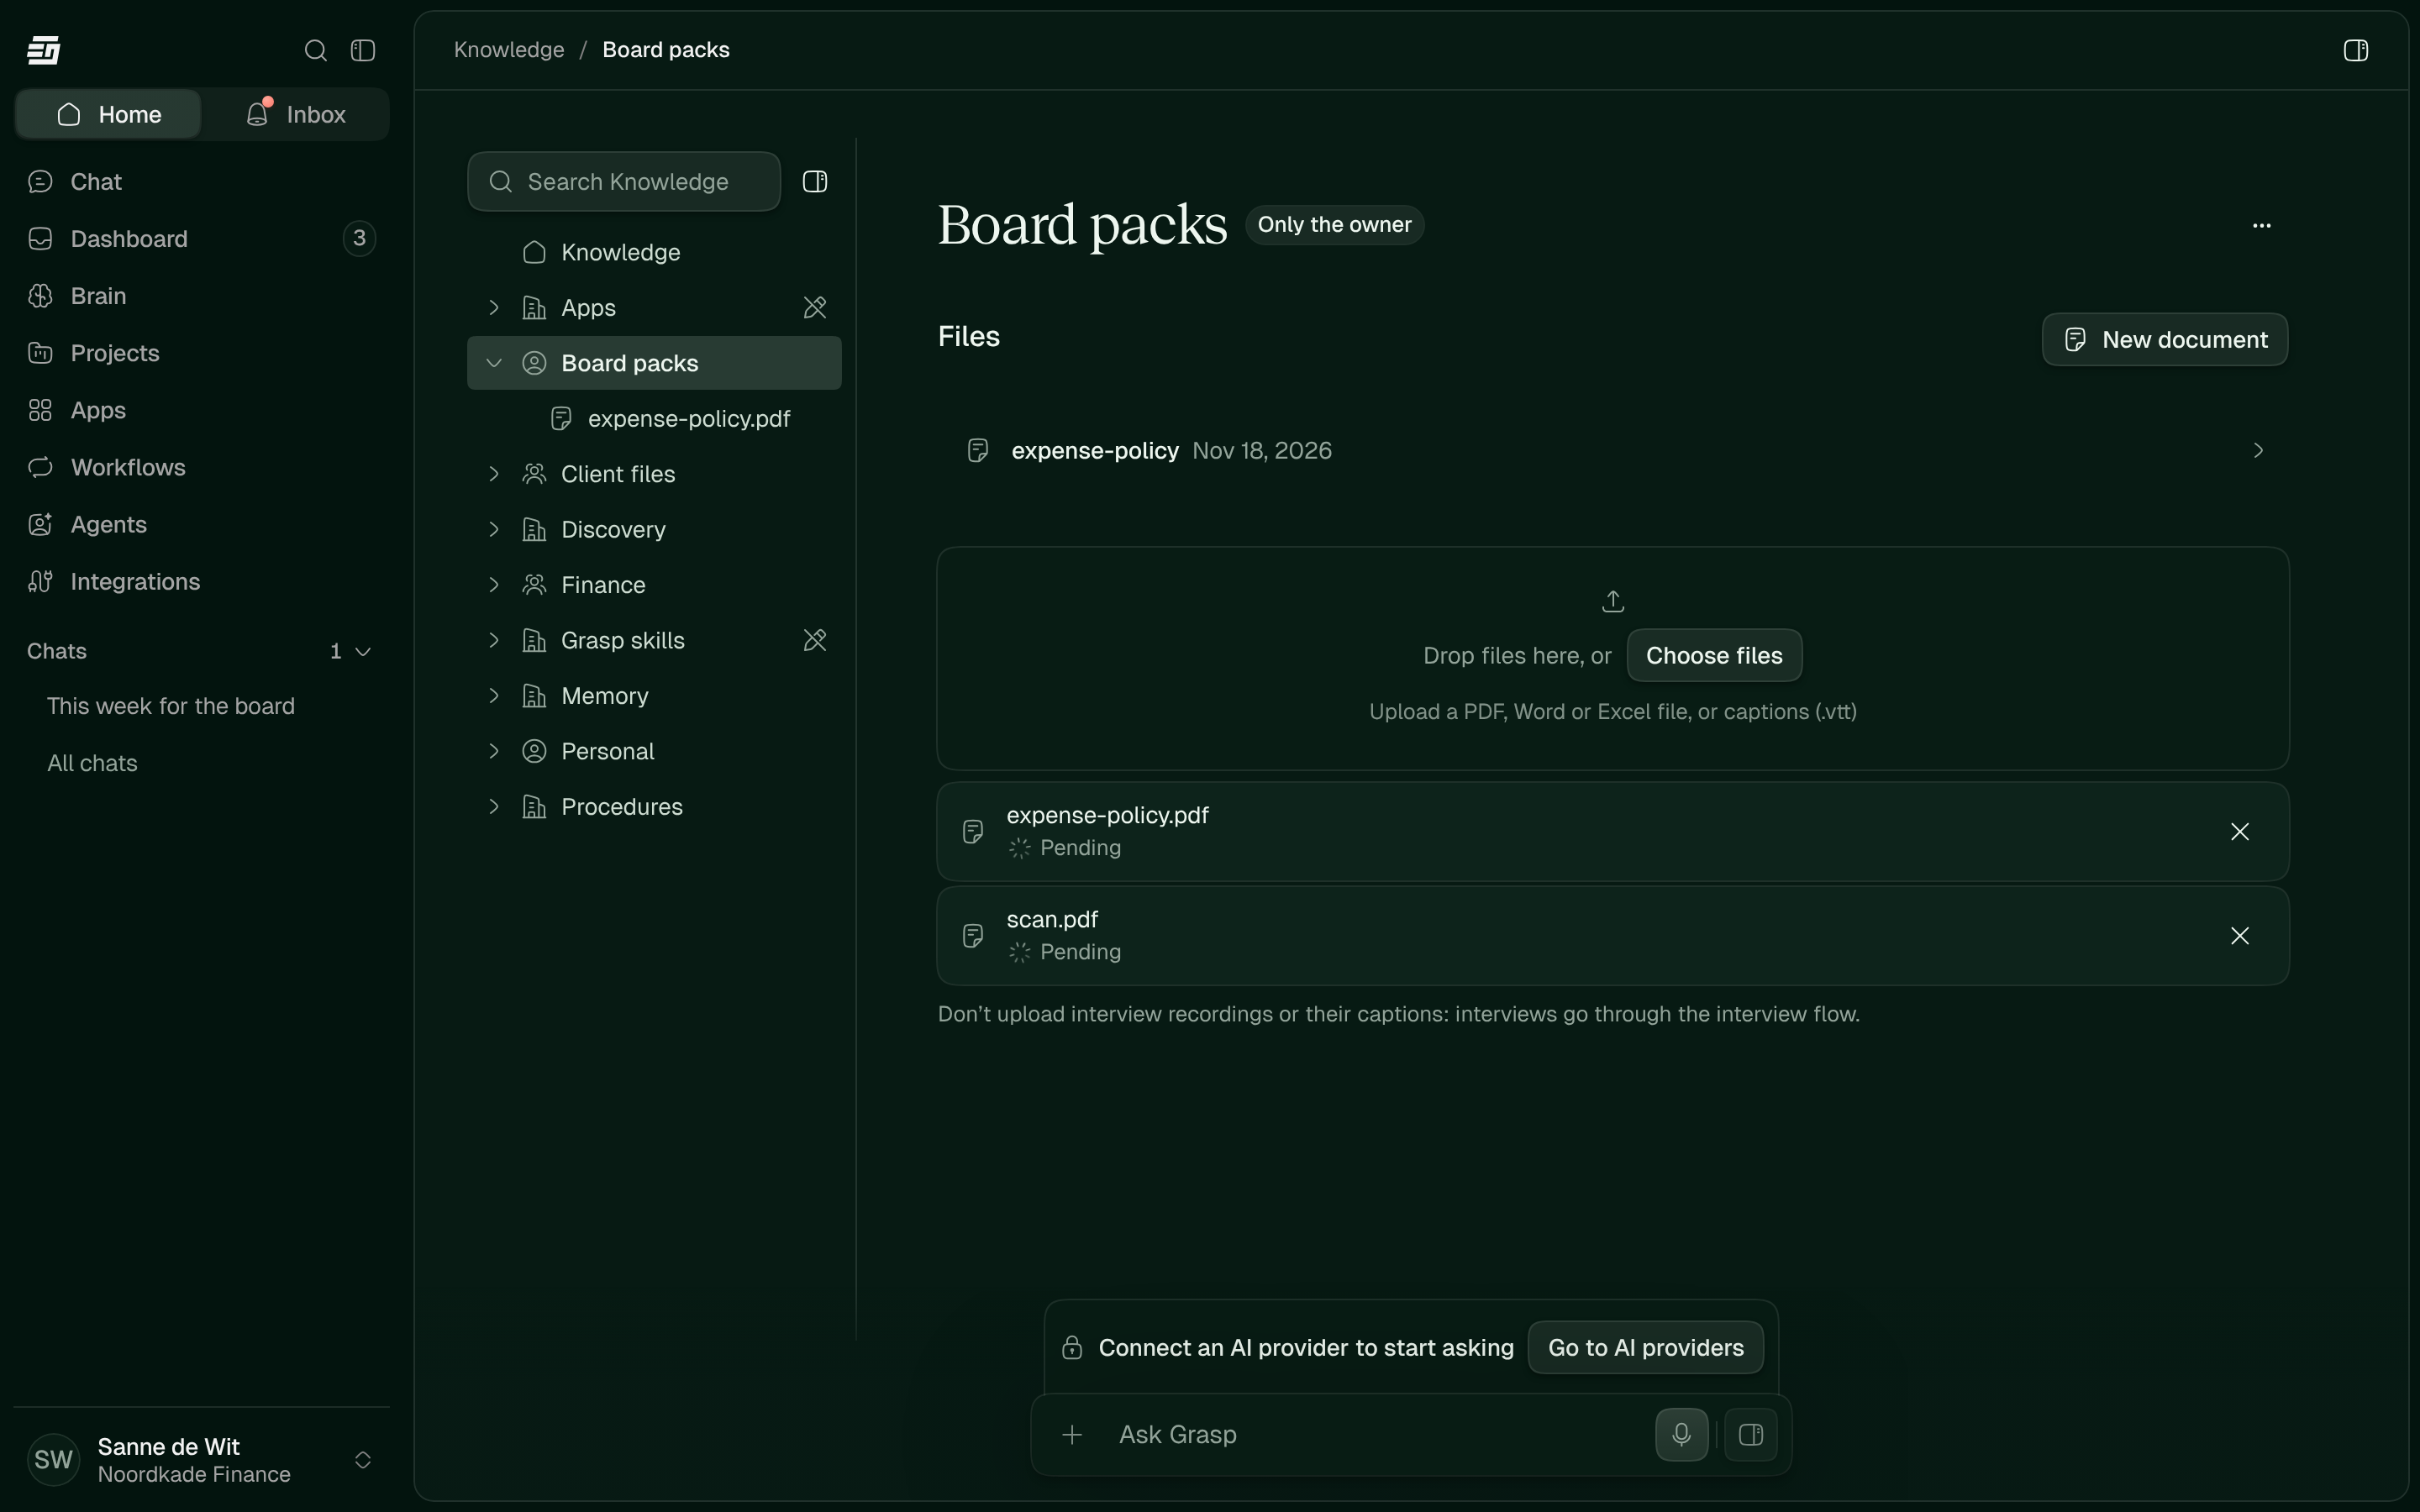 Home
Inbox
Chat
Dashboard
3
Brain
Projects
Apps
Workflows
Agents
Integrations
Chats
1
This week for the board
All chats
SW
Sanne de Wit
Noordkade Finance
Knowledge / Board packs
Search Knowledge
Knowledge
Apps
Board packs
expense-policy.pdf
Client files
Discovery
Finance
Grasp skills
Memory
Personal
Procedures
Board packs
Only the owner
Files
New document
expense-policy Nov 18, 2026
Drop files here, or Choose files
Upload a PDF, Word or Excel file, or captions (.vtt)
expense-policy.pdf
Pending
scan.pdf
Pending
Don’t upload interview recordings or their captions: interviews go through the interview flow.
Connect an AI provider to start asking
Go to AI providers
Ask Grasp